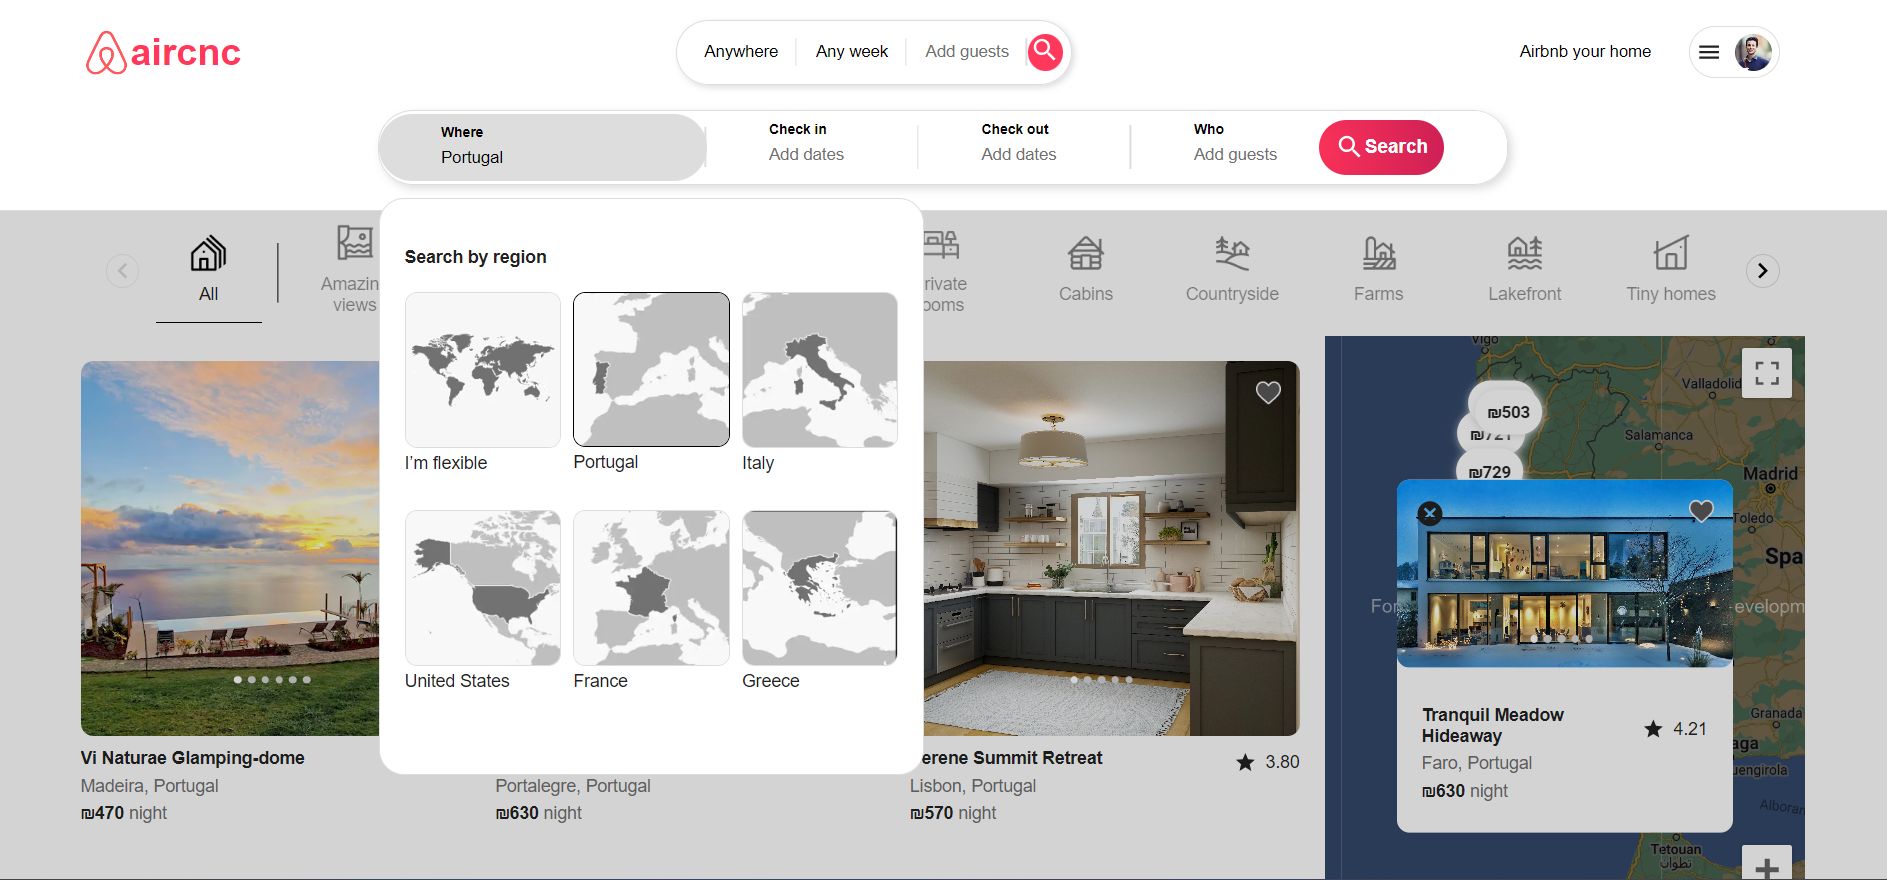 aircnc
Anywhere
Any week
Add guests
Airbnb your home
Where
Portugal
Check in
Add dates
Check out
Add dates
Who
Add guests
Search
Search by region
I'm flexible
Portugal
Italy
United States
France
Greece
All
Amazin
views
rivate
ooms
Cabins
Countryside
Farms
Lakefront
Tiny homes
Vi Naturae Glamping-dome
Madeira, Portugal
₪470 night
Portalegre, Portugal
₪630 night
erene Summit Retreat
3.80
Lisbon, Portugal
₪570 night
Vigo
Valladolid
₪503
₪721
Salamanca
₪729
Madrid
Toledo
Spa
For
evelopm
Tranquil Meadow
Hideaway
4.21
Faro, Portugal
₪630 night
Granada
aga
uengirola
Alboran
Tetouan
تطوان